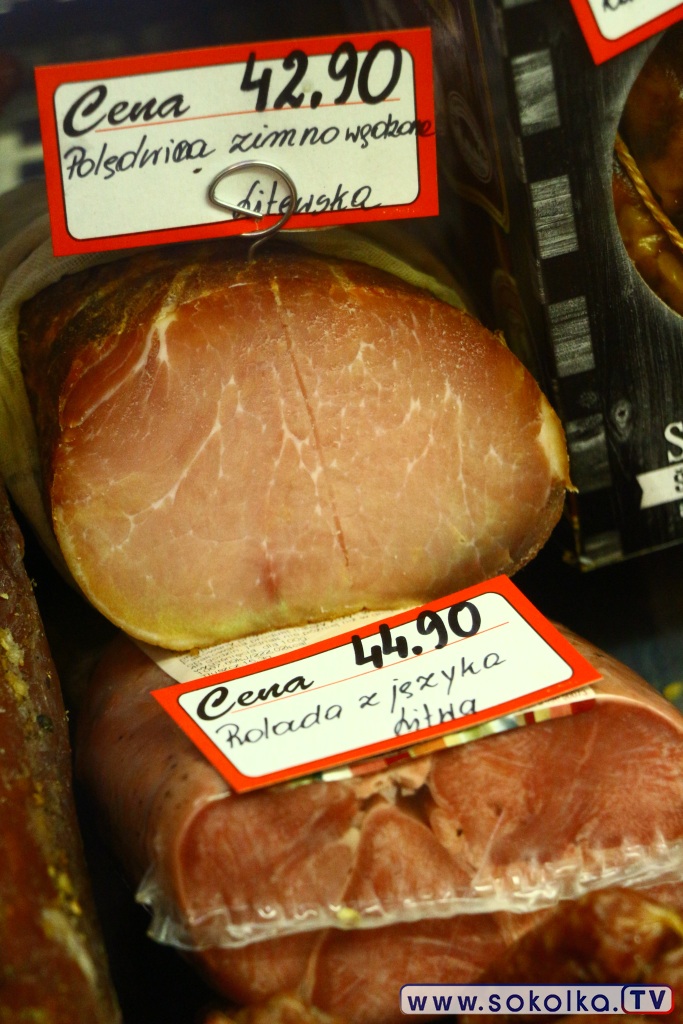 Cena 42.90
Polędwica zimno wędzona
Litewska
Cena 44.90
Rolada z języka
Litwa
www.sokolka.TV